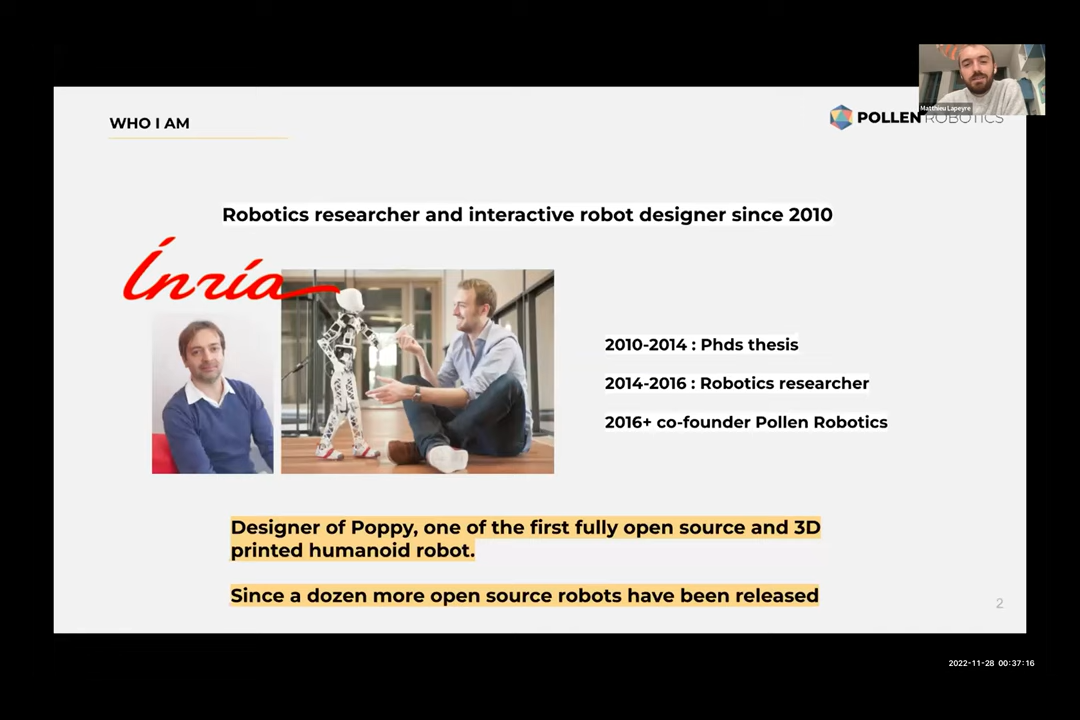 Matthieu Lapeyre
WHO I AM
POLLEN ROBOTICS
Robotics researcher and interactive robot designer since 2010
Inría
2010-2014 : Phds thesis
2014-2016 : Robotics researcher
2016+ co-founder Pollen Robotics
Designer of Poppy, one of the first fully open source and 3D
printed humanoid robot.
Since a dozen more open source robots have been released
2
2022-11-28 00:37:16